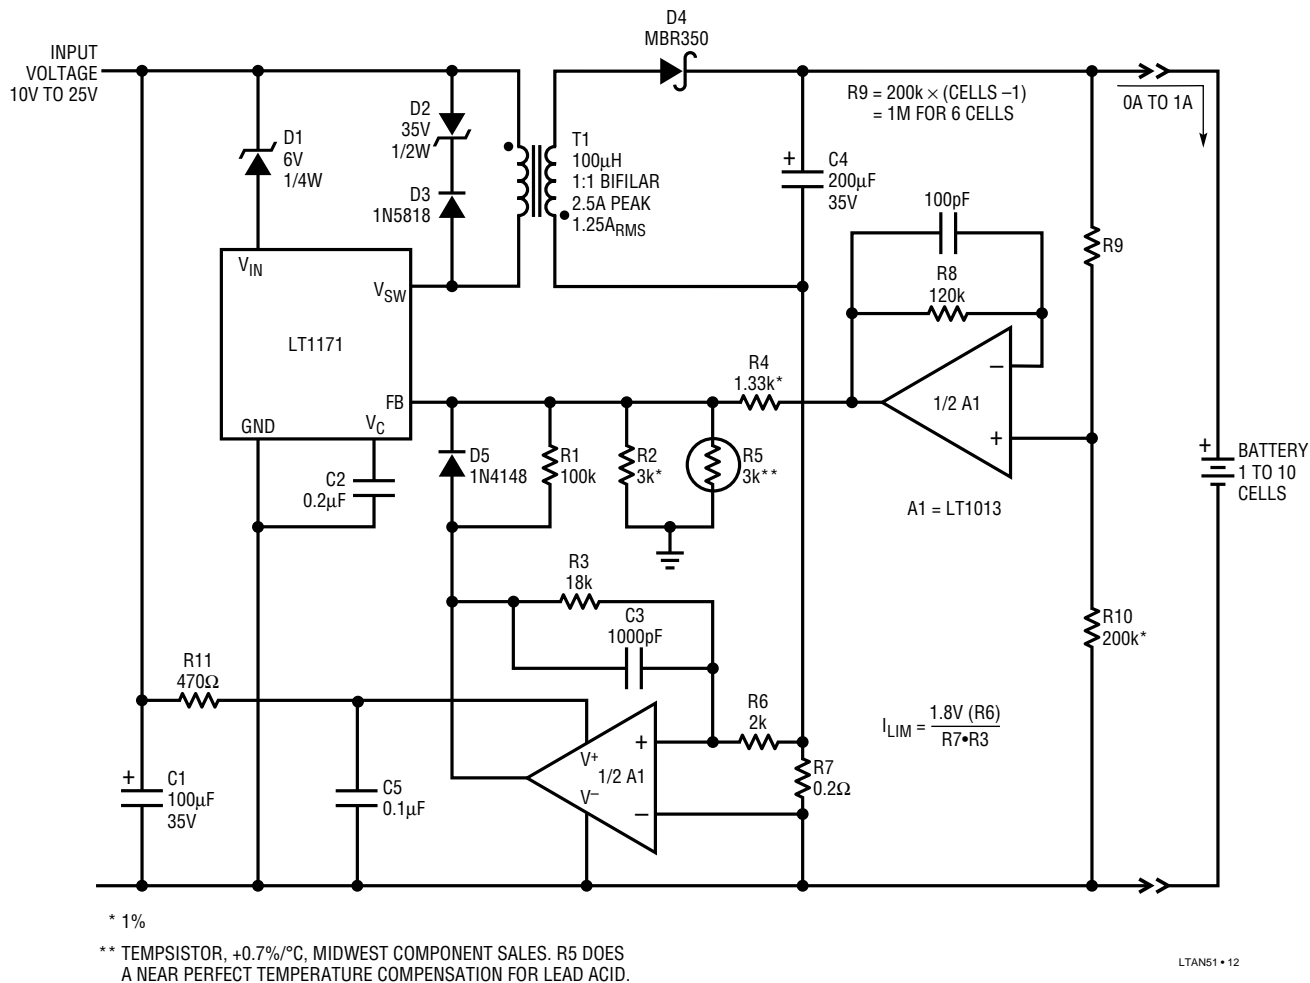 D4
MBR350
INPUT
VOLTAGE
10V TO 25V
R9 = 200k × (CELLS –1)
= 1M FOR 6 CELLS
0A TO 1A
D2
35V
1/2W
D1
6V
1/4W
T1
100µH
1:1 BIFILAR
2.5A PEAK
1.25ARMS
+
C4
200µF
35V
D3
1N5818
100pF
R9
VIN
R8
120k
VSW
LT1171
R4
1.33k*
–
1/2 A1
FB
GND
VC
+
+
BATTERY
1 TO 10
CELLS
D5
1N4148
R1
100k
R2
3k*
R5
3k**
C2
0.2µF
A1 = LT1013
R3
18k
C3
1000pF
R10
200k*
R11
470Ω
R6
2k
ILIM = 1.8V (R6)
R7•R3
+
V+
1/2 A1
V–
–
R7
0.2Ω
+
C1
100µF
35V
C5
0.1µF
* 1%
** TEMPSISTOR, +0.7%/°C, MIDWEST COMPONENT SALES. R5 DOES
A NEAR PERFECT TEMPERATURE COMPENSATION FOR LEAD ACID.
LTAN51 • 12